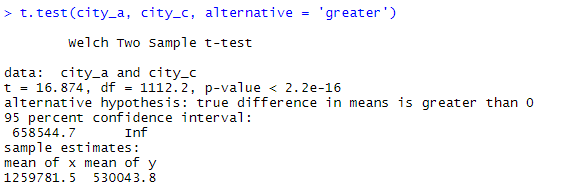 > t.test(city_a, city_c, alternative = 'greater')
Welch Two Sample t-test
data:  city_a and city_c
t = 16.874, df = 1112.2, p-value < 2.2e-16
alternative hypothesis: true difference in means is greater than 0
95 percent confidence interval:
 658544.7      Inf
sample estimates:
mean of x mean of y
1259781.5  530043.8